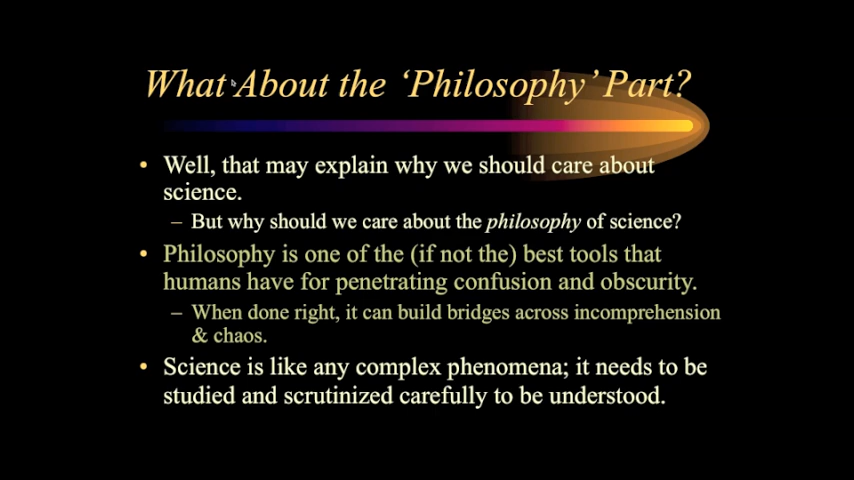 What About the ‘Philosophy’ Part?
• Well, that may explain why we should care about
science.
– But why should we care about the philosophy of science?
• Philosophy is one of the (if not the) best tools that
humans have for penetrating confusion and obscurity.
– When done right, it can build bridges across incomprehension
& chaos.
• Science is like any complex phenomena; it needs to be
studied and scrutinized carefully to be understood.